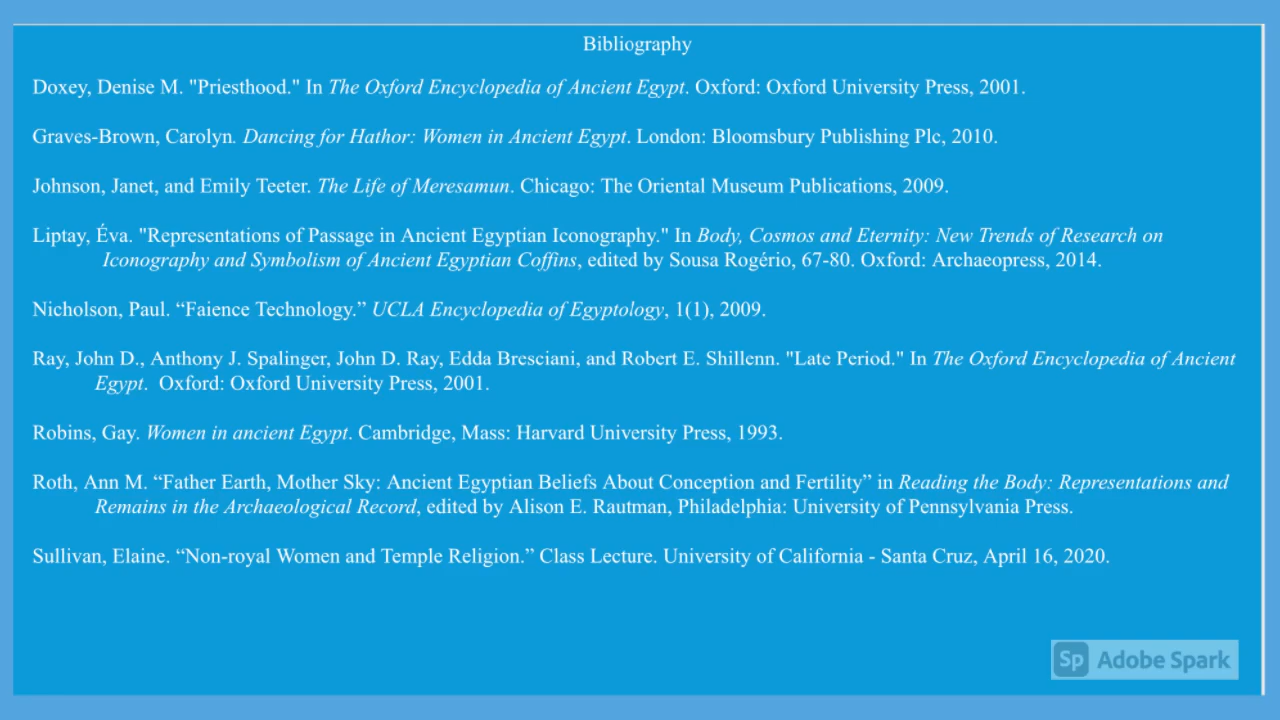 Bibliography
Doxey, Denise M. "Priesthood." In The Oxford Encyclopedia of Ancient Egypt. Oxford: Oxford University Press, 2001.
Graves-Brown, Carolyn. Dancing for Hathor: Women in Ancient Egypt. London: Bloomsbury Publishing Plc, 2010.
Johnson, Janet, and Emily Teeter. The Life of Meresamun. Chicago: The Oriental Museum Publications, 2009.
Liptay, Éva. "Representations of Passage in Ancient Egyptian Iconography." In Body, Cosmos and Eternity: New Trends of Research on
Iconography and Symbolism of Ancient Egyptian Coffins, edited by Sousa Rogério, 67-80. Oxford: Archaeopress, 2014.
Nicholson, Paul. “Faience Technology.” UCLA Encyclopedia of Egyptology, 1(1), 2009.
Ray, John D., Anthony J. Spalinger, John D. Ray, Edda Bresciani, and Robert E. Shillenn. "Late Period." In The Oxford Encyclopedia of Ancient
Egypt. Oxford: Oxford University Press, 2001.
Robins, Gay. Women in ancient Egypt. Cambridge, Mass: Harvard University Press, 1993.
Roth, Ann M. “Father Earth, Mother Sky: Ancient Egyptian Beliefs About Conception and Fertility” in Reading the Body: Representations and
Remains in the Archaeological Record, edited by Alison E. Rautman, Philadelphia: University of Pennsylvania Press.
Sullivan, Elaine. “Non-royal Women and Temple Religion.” Class Lecture. University of California - Santa Cruz, April 16, 2020.
Sp Adobe Spark